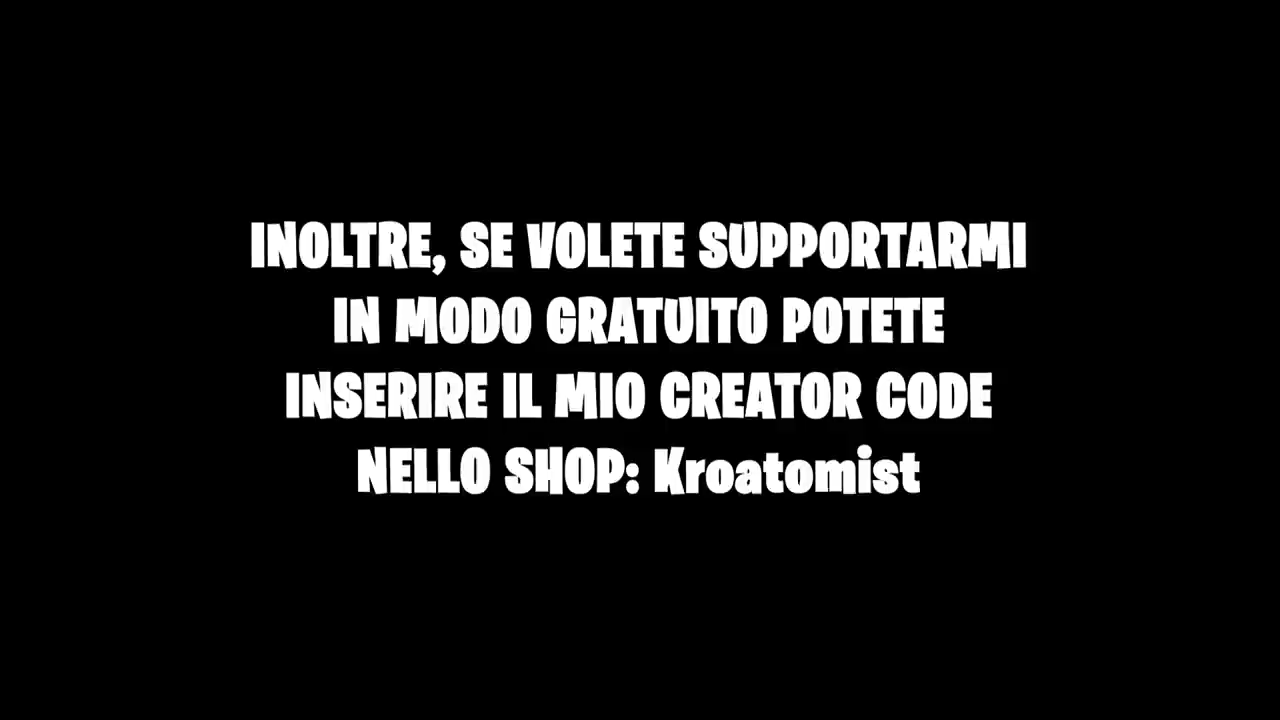 INOLTRE, SE VOLETE SUPPORTARMI
IN MODO GRATUITO POTETE
INSERIRE IL MIO CREATOR CODE
NELLO SHOP: Kroatomist